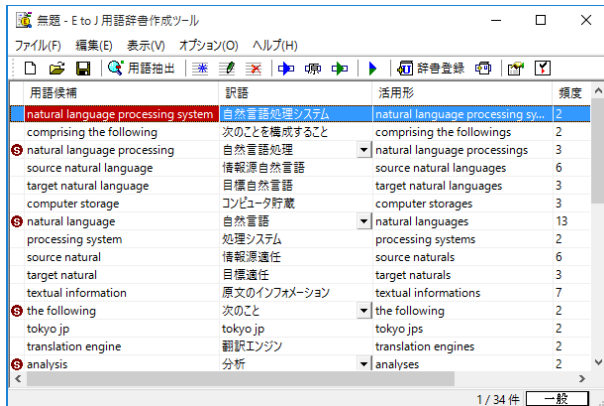 無題 - E to J 用語辞書作成ツール
ファイル(F) 編集(E) 表示(V) オプション(O) ヘルプ(H)
用語抽出 辞書登録
用語候補 訳語 活用形 頻度
natural language processing system 自然言語処理システム natural language processing sy... 2
comprising the following 次のことを構成すること comprising the followings 2
S natural language processing 自然言語処理 natural language processings 3
source natural language 情報源自然言語 source natural languages 6
target natural language 目標自然言語 target natural languages 3
computer storage コンピュータ貯蔵 computer storages 3
S natural language 自然言語 natural languages 13
processing system 処理システム processing systems 2
source natural 情報源適任 source naturals 6
target natural 目標適任 target naturals 3
textual information 原文のインフォメーション textual informations 7
S the following 次のこと the following 2
tokyo jp tokyo jp tokyo jps 2
translation engine 翻訳エンジン translation engines 2
S analysis 分析 analyses 2
1 / 34 件 一般